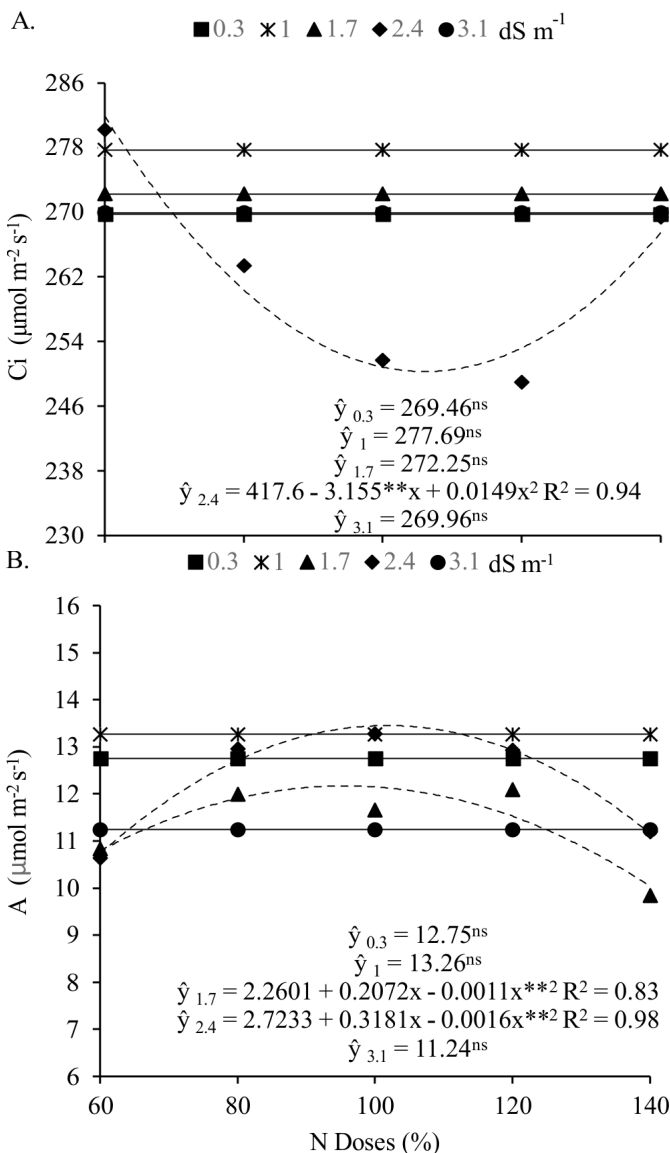 A.
■0.3 ж1 ▲1.7 ◆2.4 ●3.1 dS m⁻¹
286
278
270
262
254
246
238
230
Ci (µmol m⁻² s⁻¹)
ŷ 0.3 = 269.46ⁿˢ
ŷ 1 = 277.69ⁿˢ
ŷ 1.7 = 272.25ⁿˢ
ŷ 2.4 = 417.6 - 3.155**x + 0.0149x² R² = 0.94
ŷ 3.1 = 269.96ⁿˢ
B.
■0.3 ж1 ▲1.7 ◆2.4 ●3.1 dS m⁻¹
16
15
14
13
12
11
10
9
8
7
6
A (µmol m⁻² s⁻¹)
ŷ 0.3 = 12.75ⁿˢ
ŷ 1 = 13.26ⁿˢ
ŷ 1.7 = 2.2601 + 0.2072x - 0.0011x**² R² = 0.83
ŷ 2.4 = 2.7233 + 0.3181x - 0.0016x**² R² = 0.98
ŷ 3.1 = 11.24ⁿˢ
60 80 100 120 140
N Doses (%)